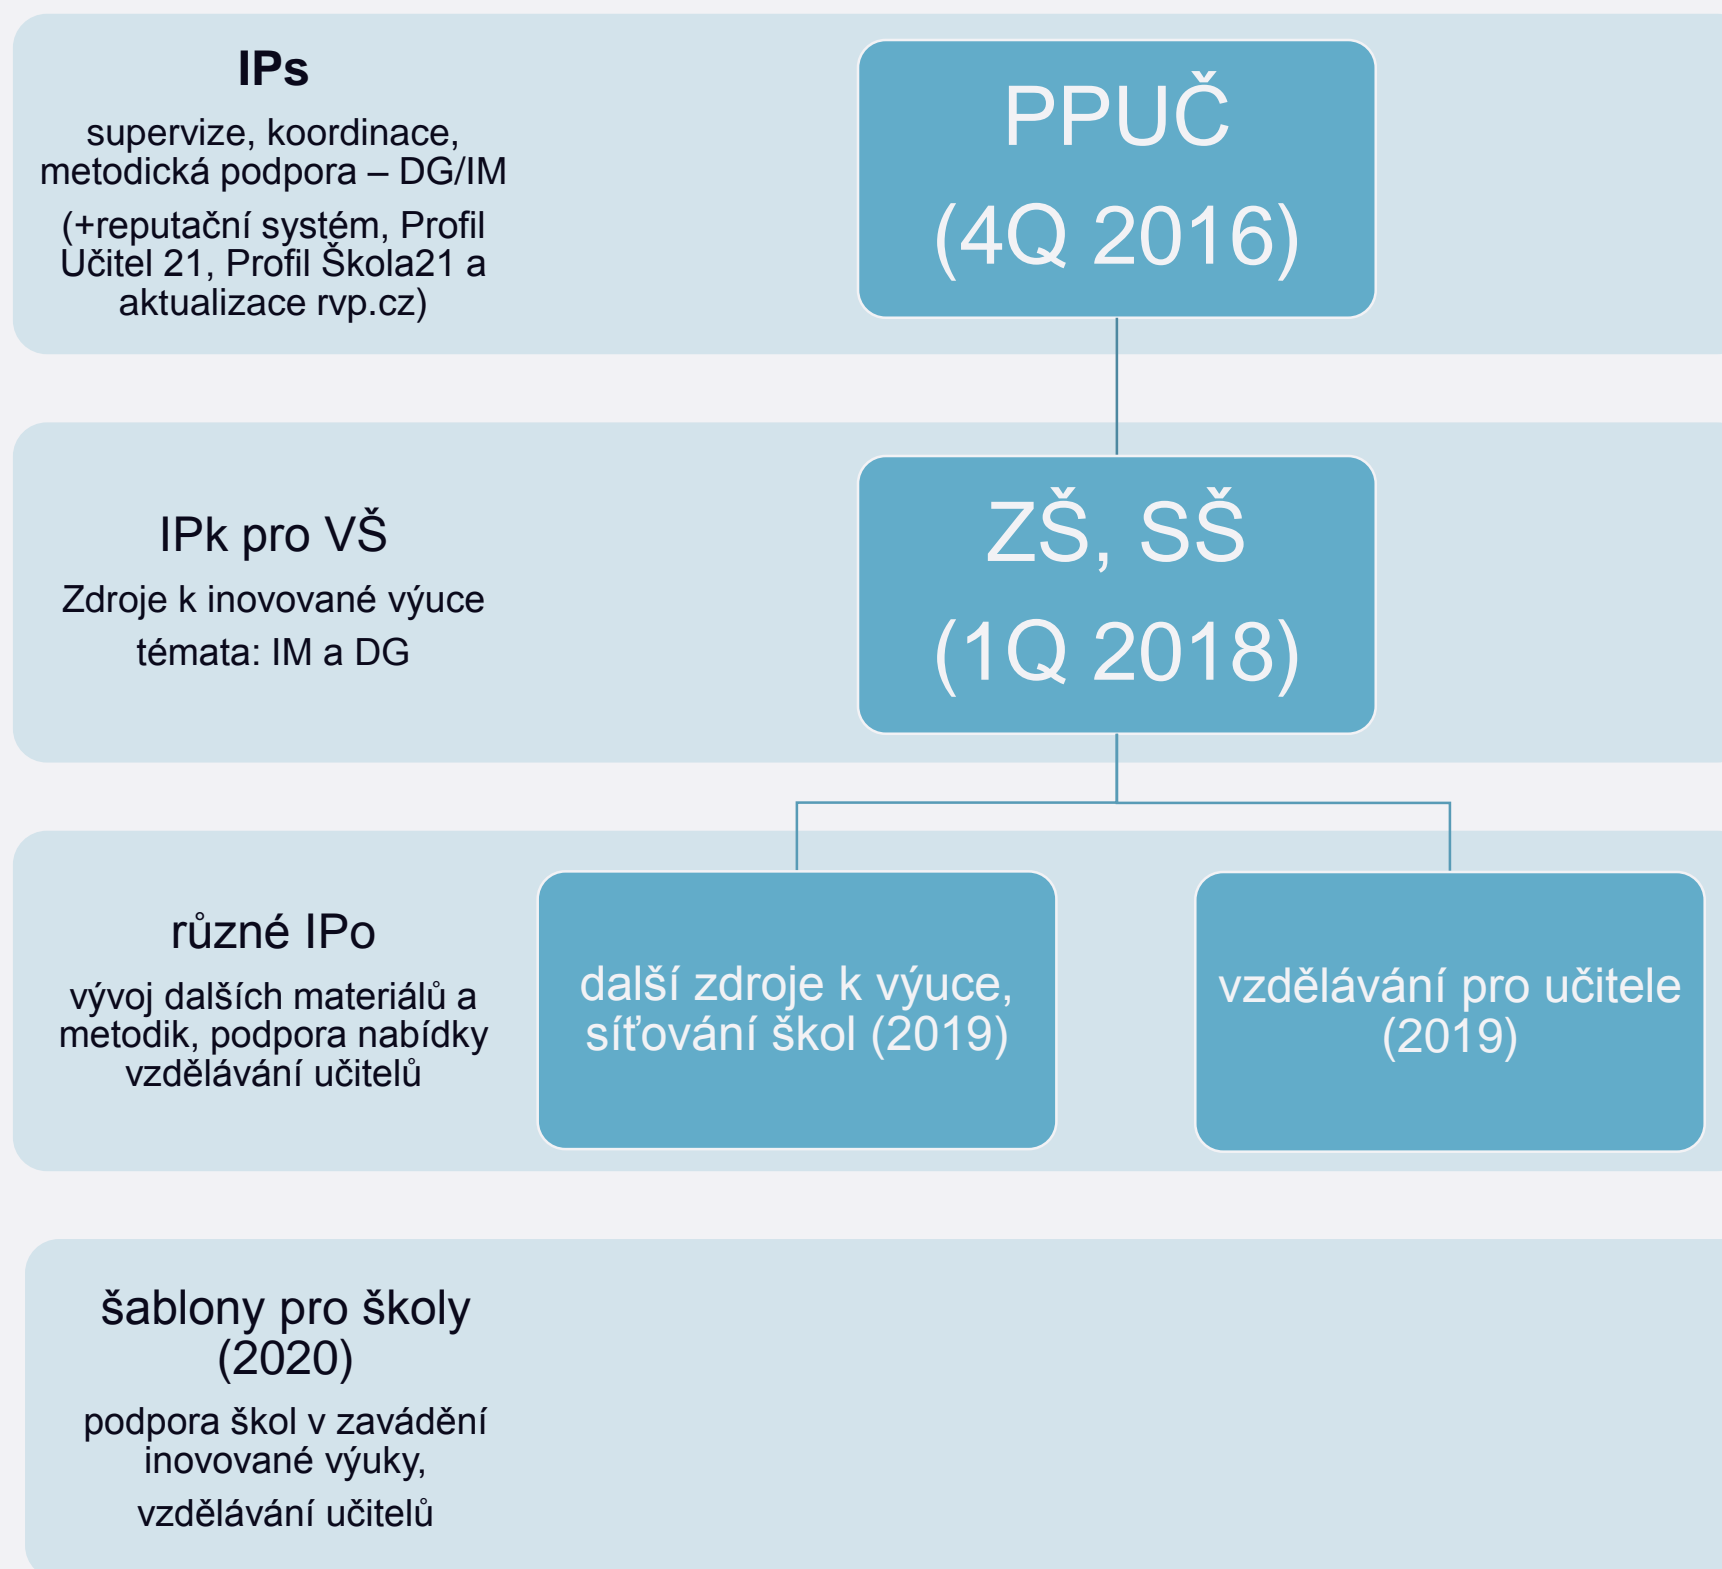 IPs
supervize, koordinace,
metodická podpora – DG/IM
(+reputační systém, Profil
Učitel 21, Profil Škola21 a
aktualizace rvp.cz)
PPUČ
(4Q 2016)
IPk pro VŠ
Zdroje k inovované výuce
témata: IM a DG
ZŠ, SŠ
(1Q 2018)
různé IPo
vývoj dalších materiálů a
metodik, podpora nabídky
vzdělávání učitelů
další zdroje k výuce,
síťování škol (2019)
vzdělávání pro učitele
(2019)
šablony pro školy
(2020)
podpora škol v zavádění
inovované výuky,
vzdělávání učitelů